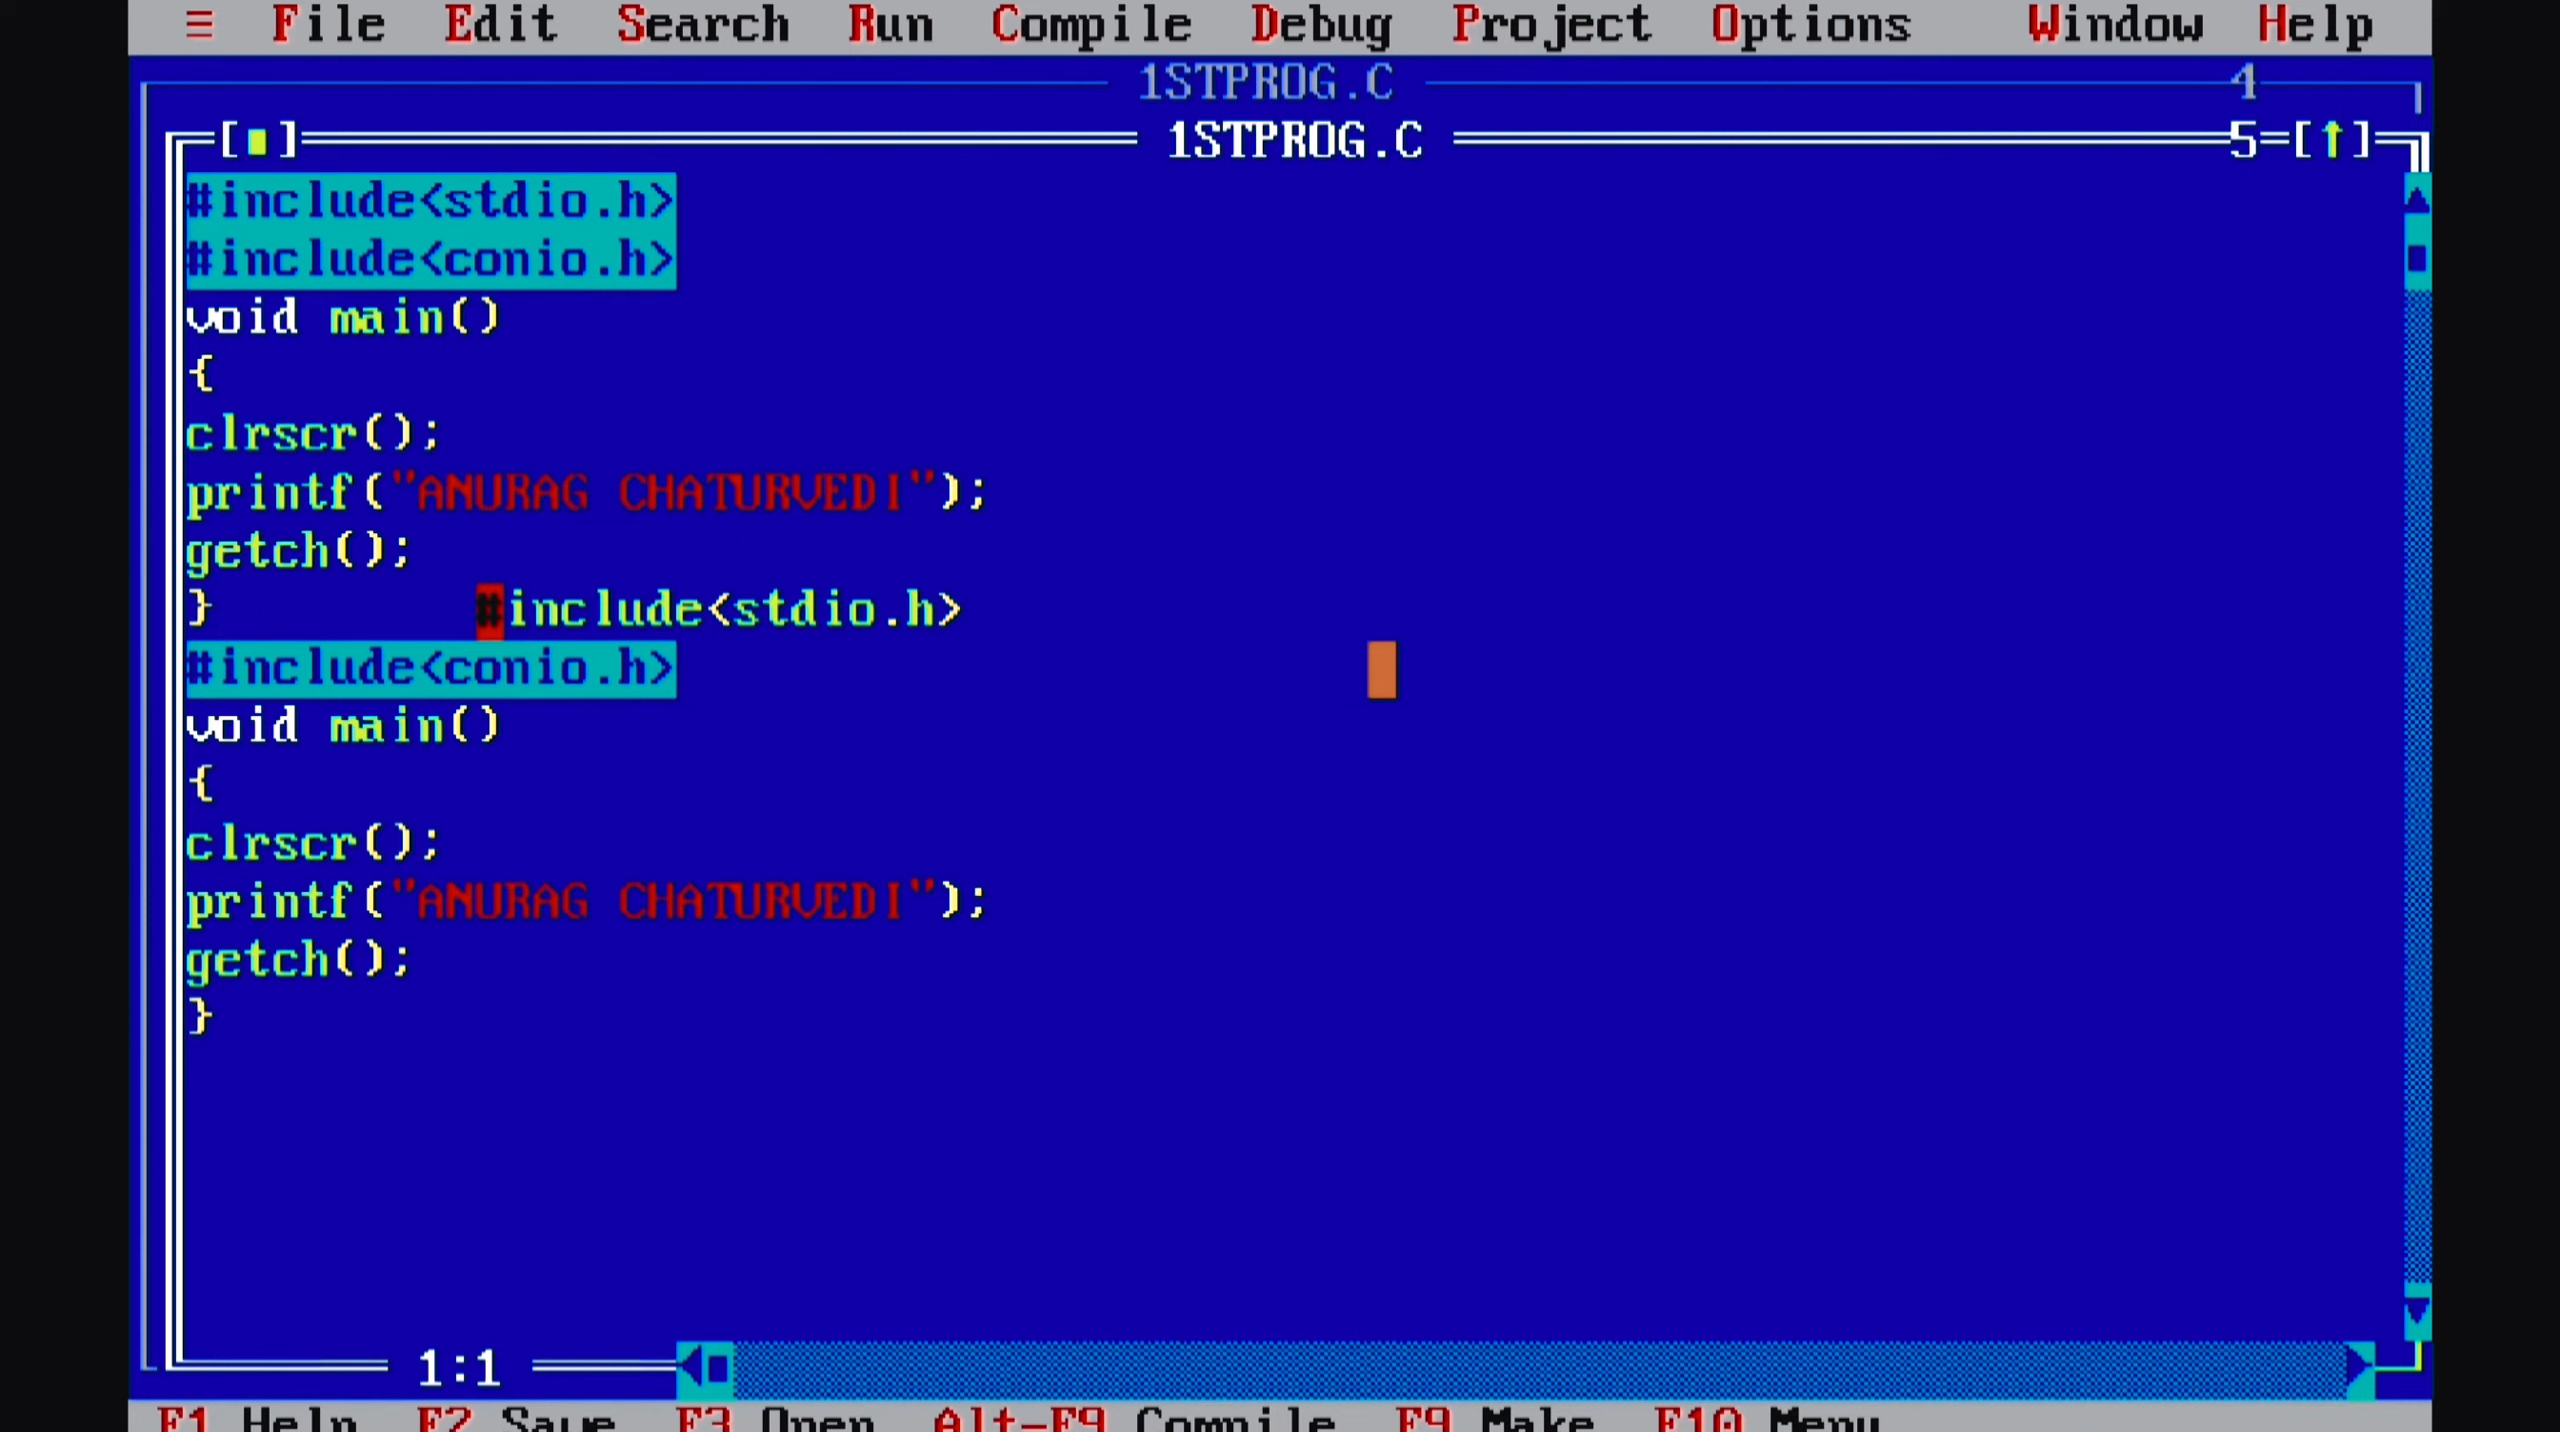 ≡ File Edit Search Run Compile Debug Project Options Window Help
1STPROG.C 4
[■] 1STPROG.C 5=[↑]
#include<stdio.h>
#include<conio.h>
void main()
{
clrscr();
printf("ANURAG CHATURVEDI");
getch();
} #include<stdio.h>
#include<conio.h>
void main()
{
clrscr();
printf("ANURAG CHATURVEDI");
getch();
}
1:1
F1 Help F2 Save F3 Open Alt-F9 Compile F9 Make F10 Menu